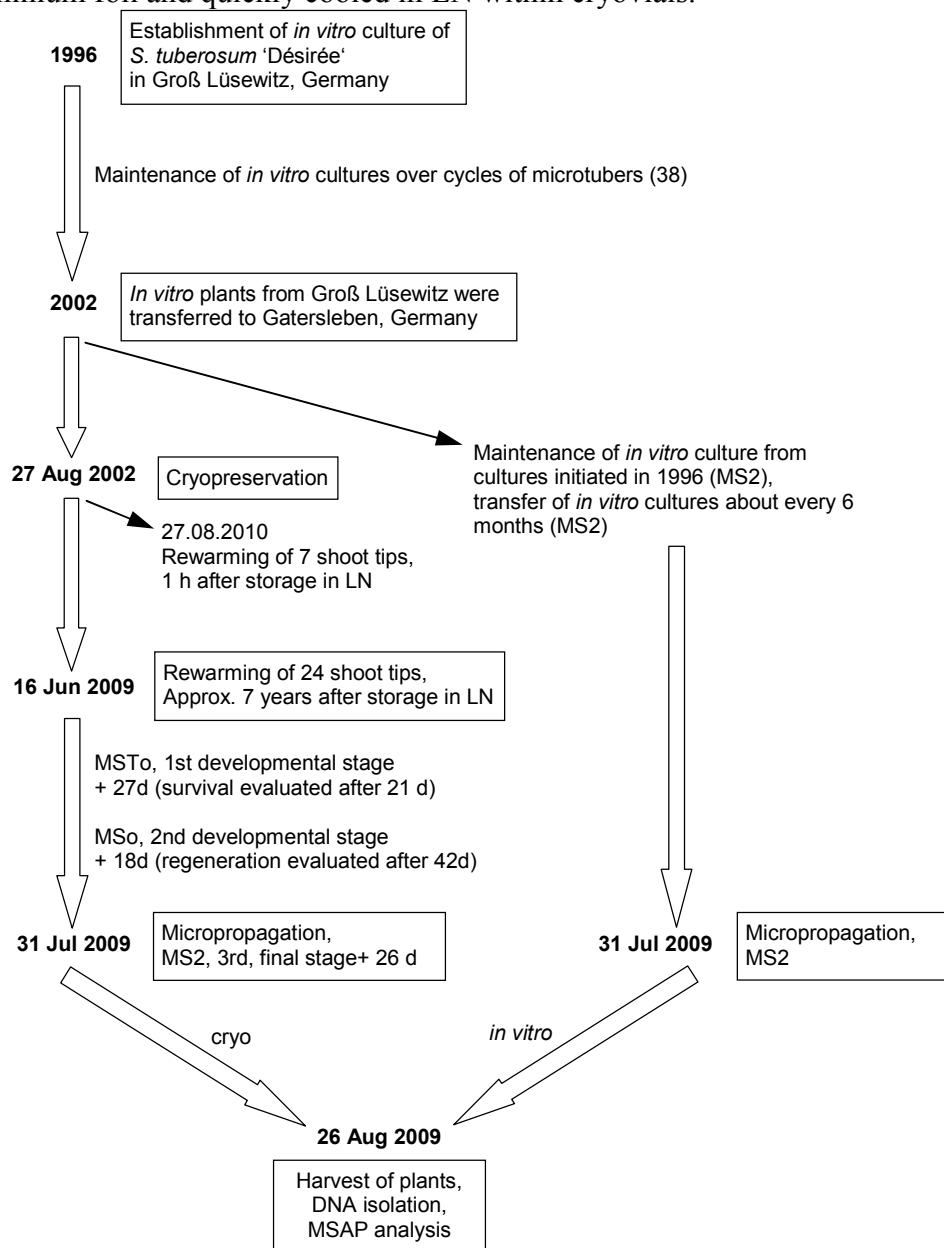 and quickly cooled in LN within cryovials.
Establishment of in vitro culture of
1996
S. tuberosum 'Désirée‘
in Groß Lüsewitz, Germany
Maintenance of in vitro cultures over cycles of microtubers (38)
2002
In vitro plants from Groß Lüsewitz were
transferred to Gatersleben, Germany
27 Aug 2002
Cryopreservation
Maintenance of in vitro culture from
cultures initiated in 1996 (MS2),
transfer of in vitro cultures about every 6
months (MS2)
27.08.2010
Rewarming of 7 shoot tips,
1 h after storage in LN
16 Jun 2009
Rewarming of 24 shoot tips,
Approx. 7 years after storage in LN
MSTo, 1st developmental stage
+ 27d (survival evaluated after 21 d)
MSo, 2nd developmental stage
+ 18d (regeneration evaluated after 42d)
31 Jul 2009
Micropropagation,
MS2, 3rd, final stage+ 26 d
31 Jul 2009
Micropropagation,
MS2
cryo
in vitro
26 Aug 2009
Harvest of plants,
DNA isolation,
MSAP analysis